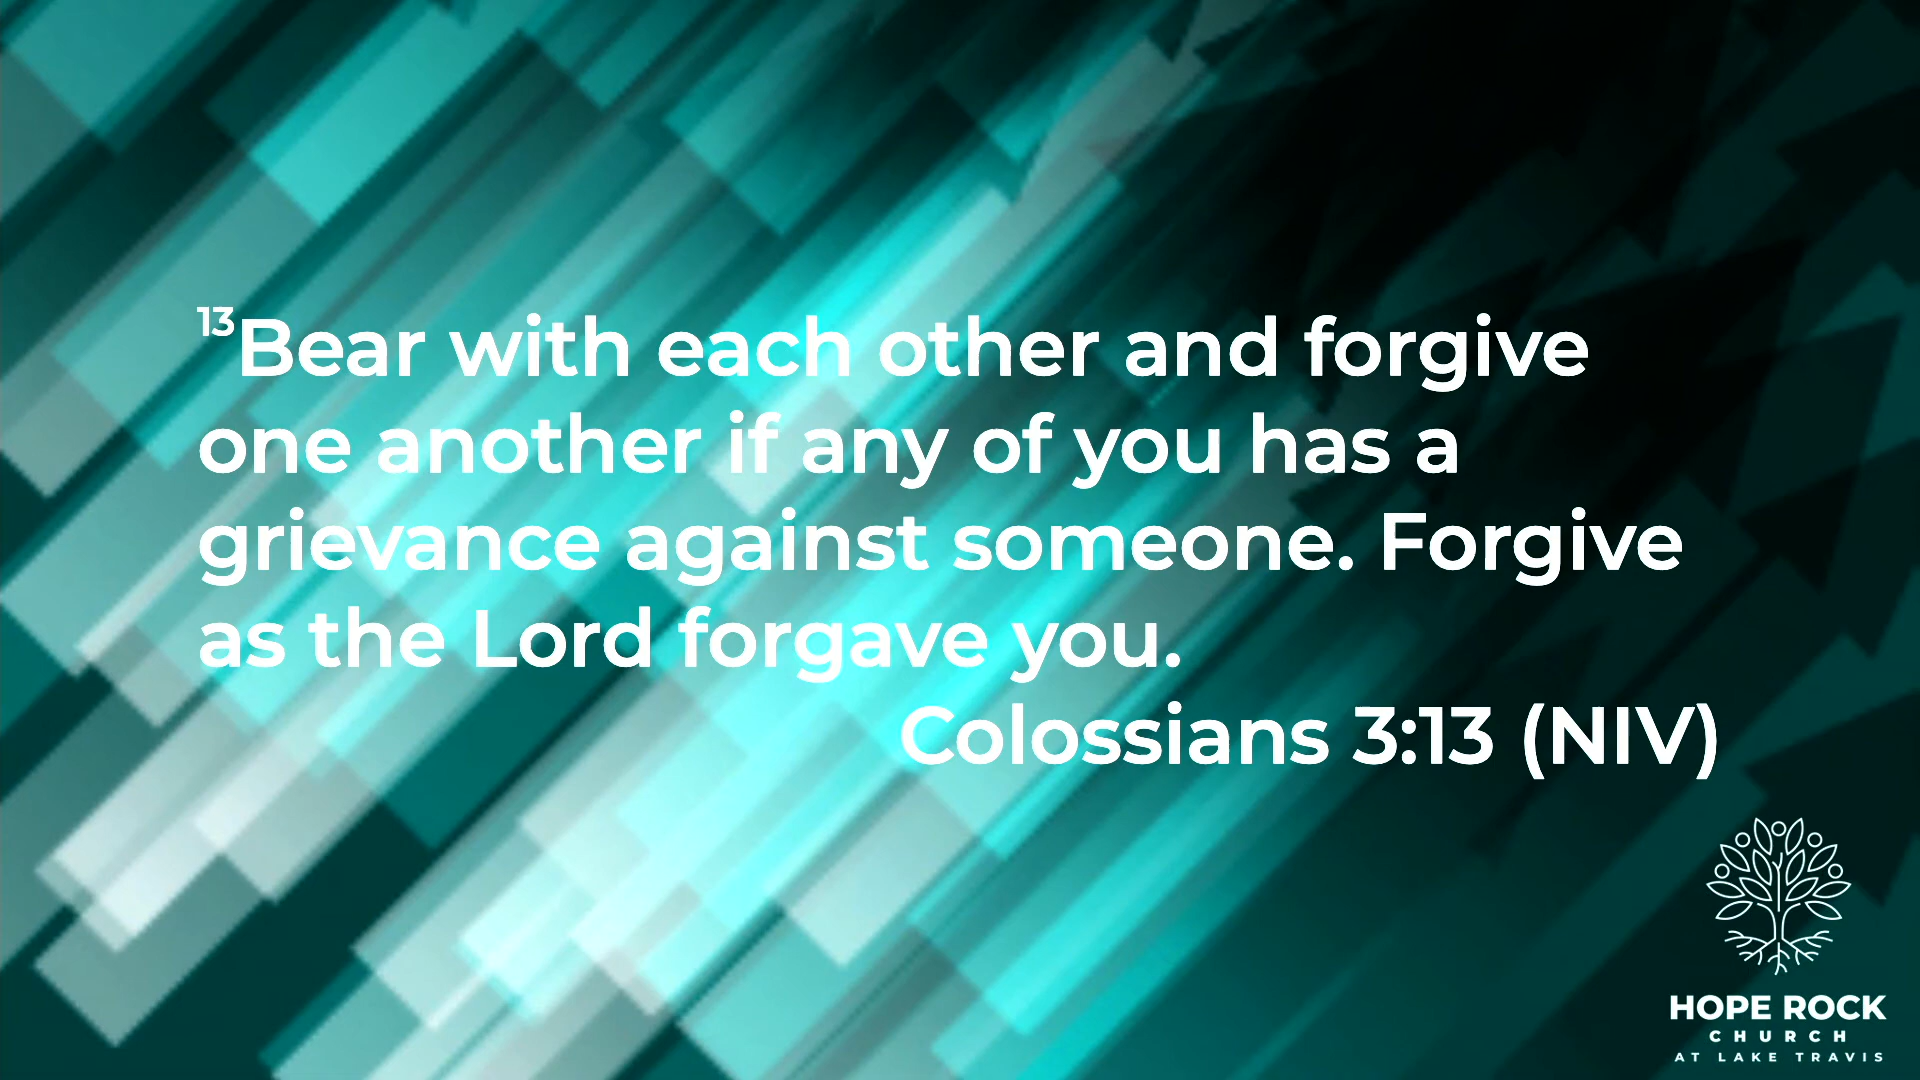 13Bear with each other and forgive
one another if any of you has a
grievance against someone. Forgive
as the Lord forgave you.
Colossians 3:13 (NIV)
HOPE ROCK
CHURCH
AT LAKE TRAVIS